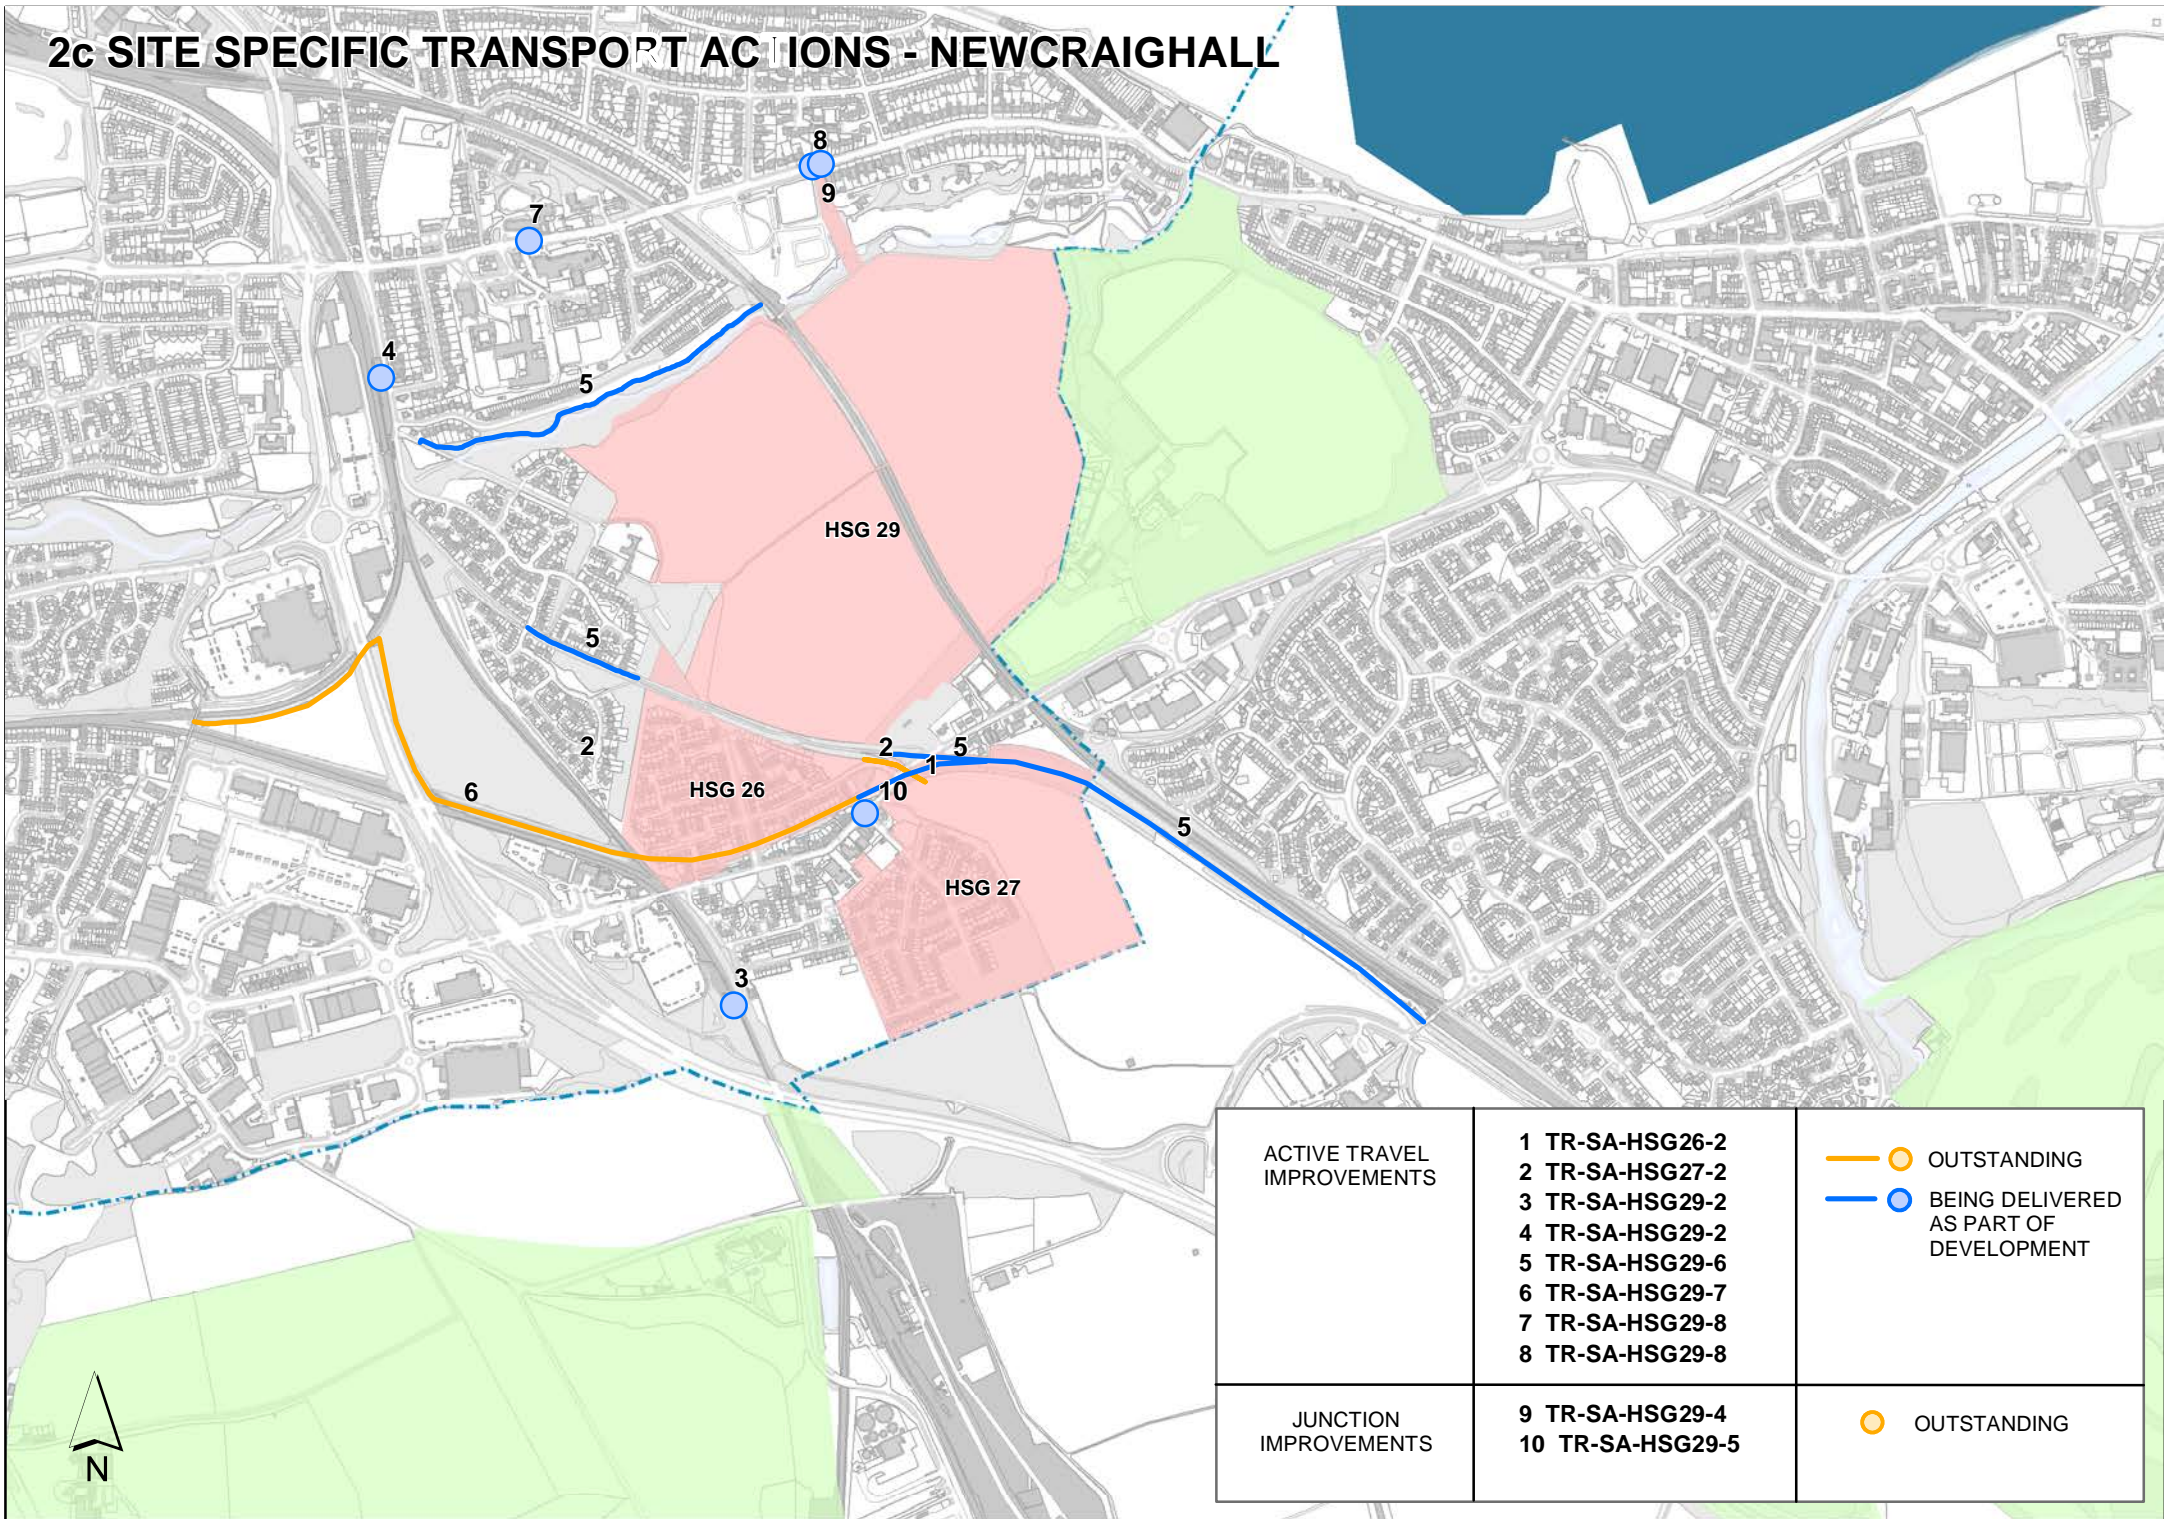 2c SITE SPECIFIC TRANSPORT ACTIONS - NEWCRAIGHALL
8
9
7
4
5
HSG 29
5
2
2
5
1
HSG 26
10
6
5
HSG 27
3
N
ACTIVE TRAVEL
IMPROVEMENTS
1 TR-SA-HSG26-2
2 TR-SA-HSG27-2
3 TR-SA-HSG29-2
4 TR-SA-HSG29-2
5 TR-SA-HSG29-6
6 TR-SA-HSG29-7
7 TR-SA-HSG29-8
8 TR-SA-HSG29-8
OUTSTANDING
BEING DELIVERED
AS PART OF
DEVELOPMENT
JUNCTION
IMPROVEMENTS
9 TR-SA-HSG29-4
10 TR-SA-HSG29-5
OUTSTANDING